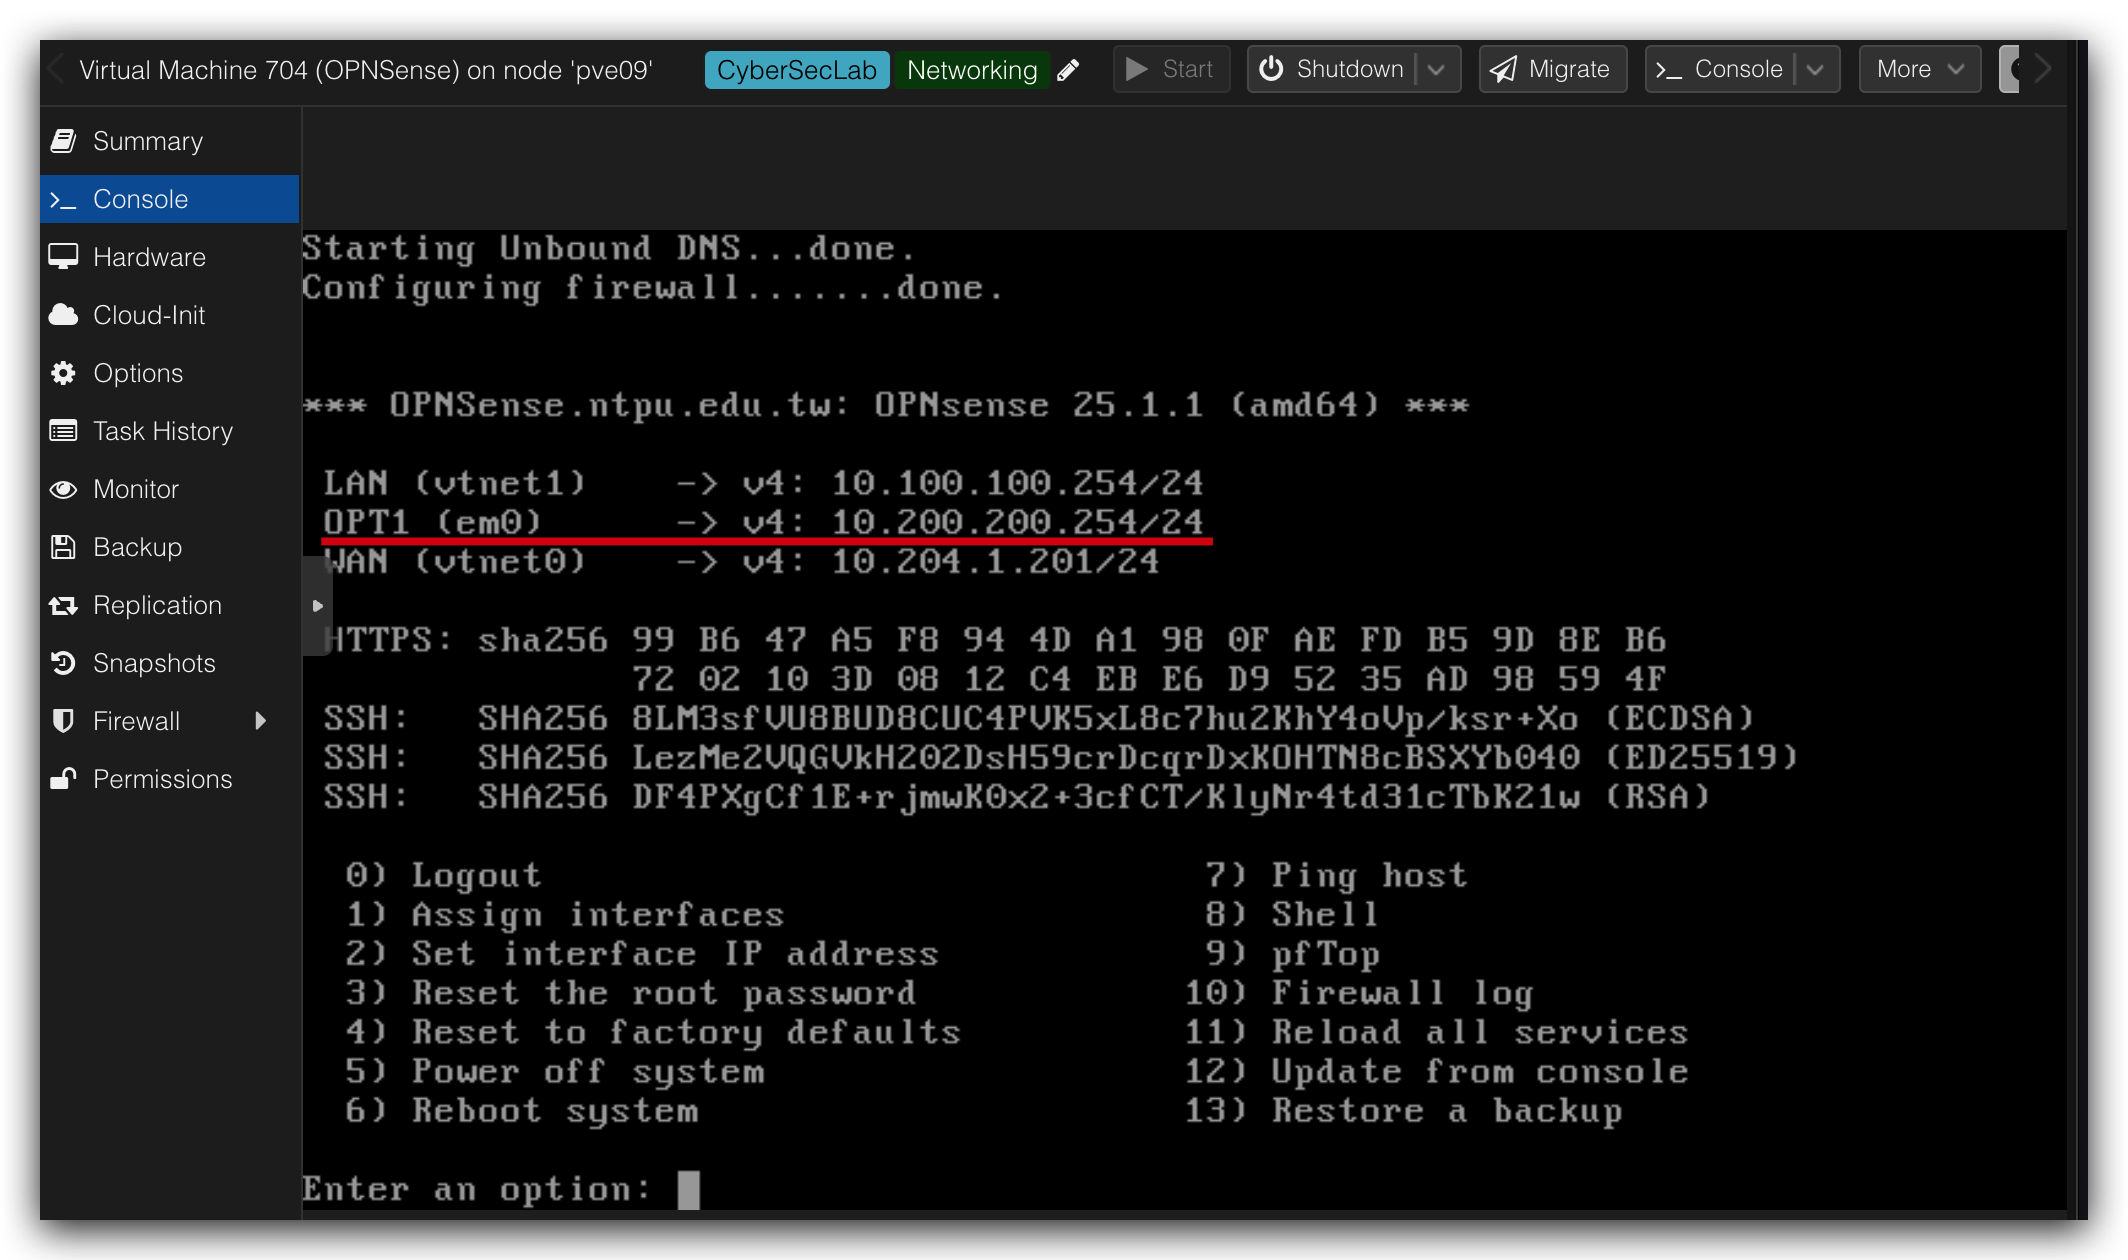 Virtual Machine 704 (OPNSense) on node 'pve09' CyberSecLab Networking Start Shutdown Migrate >_ Console More
Summary
>_ Console
Hardware
Cloud-Init
Options
Task History
Monitor
Backup
Replication
Snapshots
Firewall
Permissions
Starting Unbound DNS...done.
Configuring firewall.......done.
*** OPNSense.ntpu.edu.tw: OPNsense 25.1.1 (amd64) ***
LAN (vtnet1) -> v4: 10.100.100.254/24
OPT1 (em0) -> v4: 10.200.200.254/24
WAN (vtnet0) -> v4: 10.204.1.201/24
HTTPS: sha256 99 B6 47 A5 F8 94 4D A1 98 0F AE FD B5 9D 8E B6
72 02 10 3D 08 12 C4 EB E6 D9 52 35 AD 98 59 4F
SSH: SHA256 8LM3sfVU8BUD8CUC4PVK5xL8c7hu2KhY4oVp/ksr+Xo (ECDSA)
SSH: SHA256 LezMe2VQGVkH202DsH59crDcqrDxKOHTN8cBSXYb040 (ED25519)
SSH: SHA256 DF4PXgCf1E+rjmwK0x2+3cfCT/KlyNr4td31cTbK21w (RSA)
0) Logout 7) Ping host
1) Assign interfaces 8) Shell
2) Set interface IP address 9) pfTop
3) Reset the root password 10) Firewall log
4) Reset to factory defaults 11) Reload all services
5) Power off system 12) Update from console
6) Reboot system 13) Restore a backup
Enter an option: